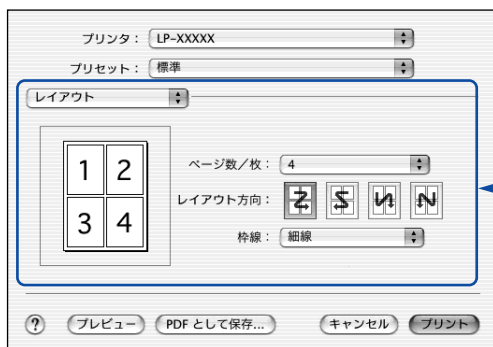 プリンタ： LP-XXXXX
プリセット： 標準
レイアウト
1 2
3 4
ページ数／枚： 4
レイアウト方向：
枠線： 細線
? プレビュー PDF として保存... キャンセル プリント